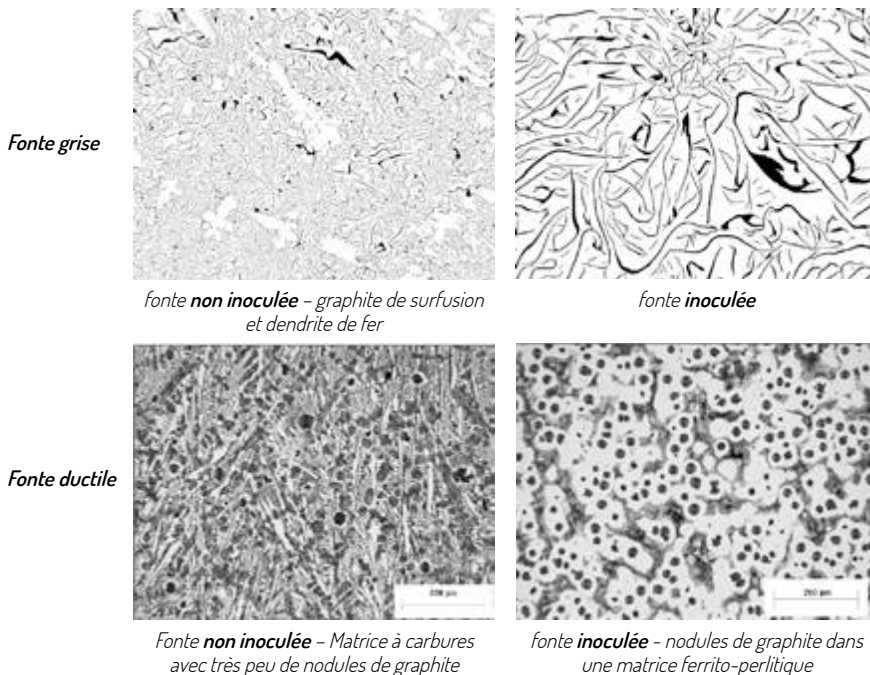 Fonte grise
fonte non inoculée – graphite de surfusion
et dendrite de fer
fonte inoculée
Fonte ductile
200 µm
Fonte non inoculée – Matrice à carbures
avec très peu de nodules de graphite
fonte inoculée - nodules de graphite dans
une matrice ferrito-perlitique